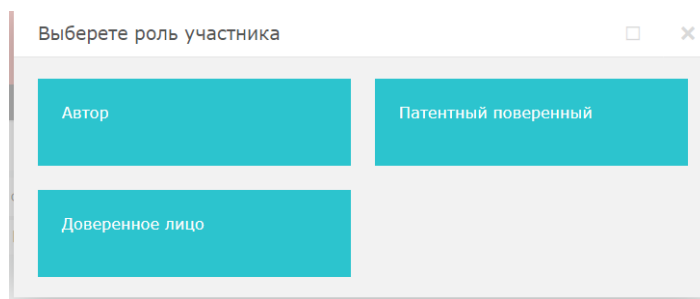 Выберете роль участника
Автор
Патентный поверенный
Доверенное лицо